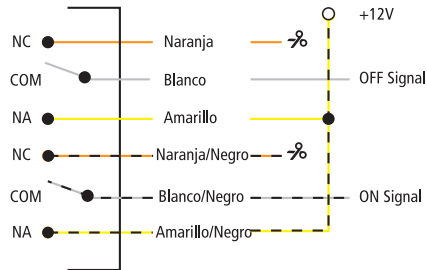 +12V
NC Naranja
COM Blanco OFF Signal
NA Amarillo
NC Naranja/Negro
COM Blanco/Negro ON Signal
NA Amarillo/Negro